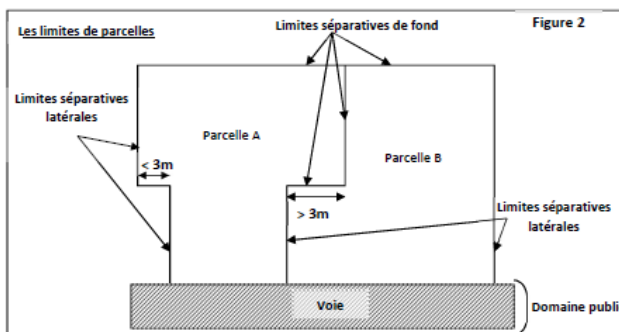 Les limites de parcelles
Limites séparatives de fond
Figure 2
Limites séparatives
latérales
Parcelle A
Parcelle B
< 3m
> 3m
Limites séparatives
latérales
Voie
Domaine publi